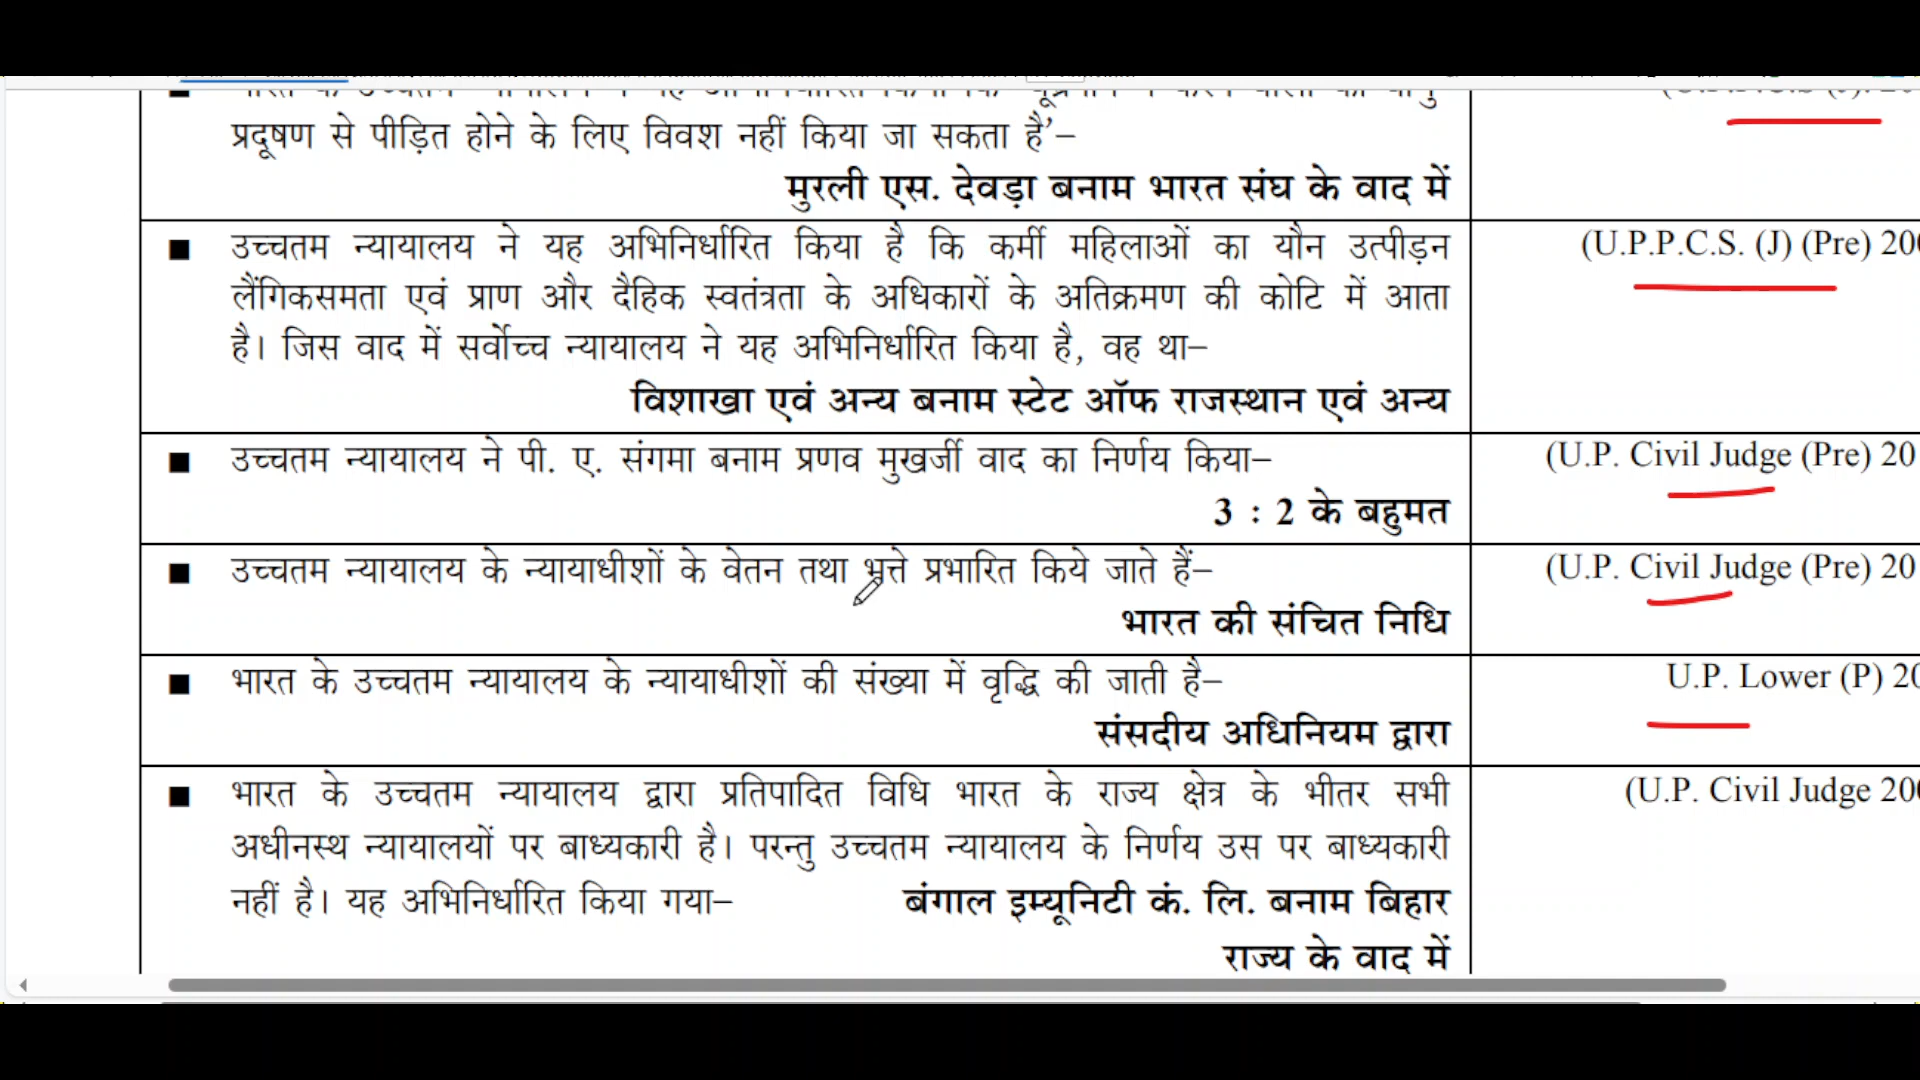 प्रदूषण से पीड़ित होने के लिए विवश नहीं किया जा सकता है’–
मुरली एस. देवड़ा बनाम भारत संघ के वाद में
■ उच्चतम न्यायालय ने यह अभिनिर्धारित किया है कि कर्मी महिलाओं का यौन उत्पीड़न (U.P.P.C.S. (J) (Pre)
लैंगिकसमता एवं प्राण और दैहिक स्वतंत्रता के अधिकारों के अतिक्रमण की कोटि में आता
है। जिस वाद में सर्वोच्च न्यायालय ने यह अभिनिर्धारित किया है, वह था–
विशाखा एवं अन्य बनाम स्टेट ऑफ राजस्थान एवं अन्य
■ उच्चतम न्यायालय ने पी. ए. संगमा बनाम प्रणव मुखर्जी वाद का निर्णय किया– (U.P. Civil Judge (Pre) 20
3 : 2 के बहुमत
■ उच्चतम न्यायालय के न्यायाधीशों के वेतन तथा भत्ते प्रभारित किये जाते हैं– (U.P. Civil Judge (Pre) 20
भारत की संचित निधि
■ भारत के उच्चतम न्यायालय के न्यायाधीशों की संख्या में वृद्धि की जाती है– U.P. Lower (P)
संसदीय अधिनियम द्वारा
■ भारत के उच्चतम न्यायालय द्वारा प्रतिपादित विधि भारत के राज्य क्षेत्र के भीतर सभी (U.P. Civil Judge
अधीनस्थ न्यायालयों पर बाध्यकारी है। परन्तु उच्चतम न्यायालय के निर्णय उस पर बाध्यकारी
नहीं है। यह अभिनिर्धारित किया गया– बंगाल इम्यूनिटी कं. लि. बनाम बिहार
राज्य के वाद में